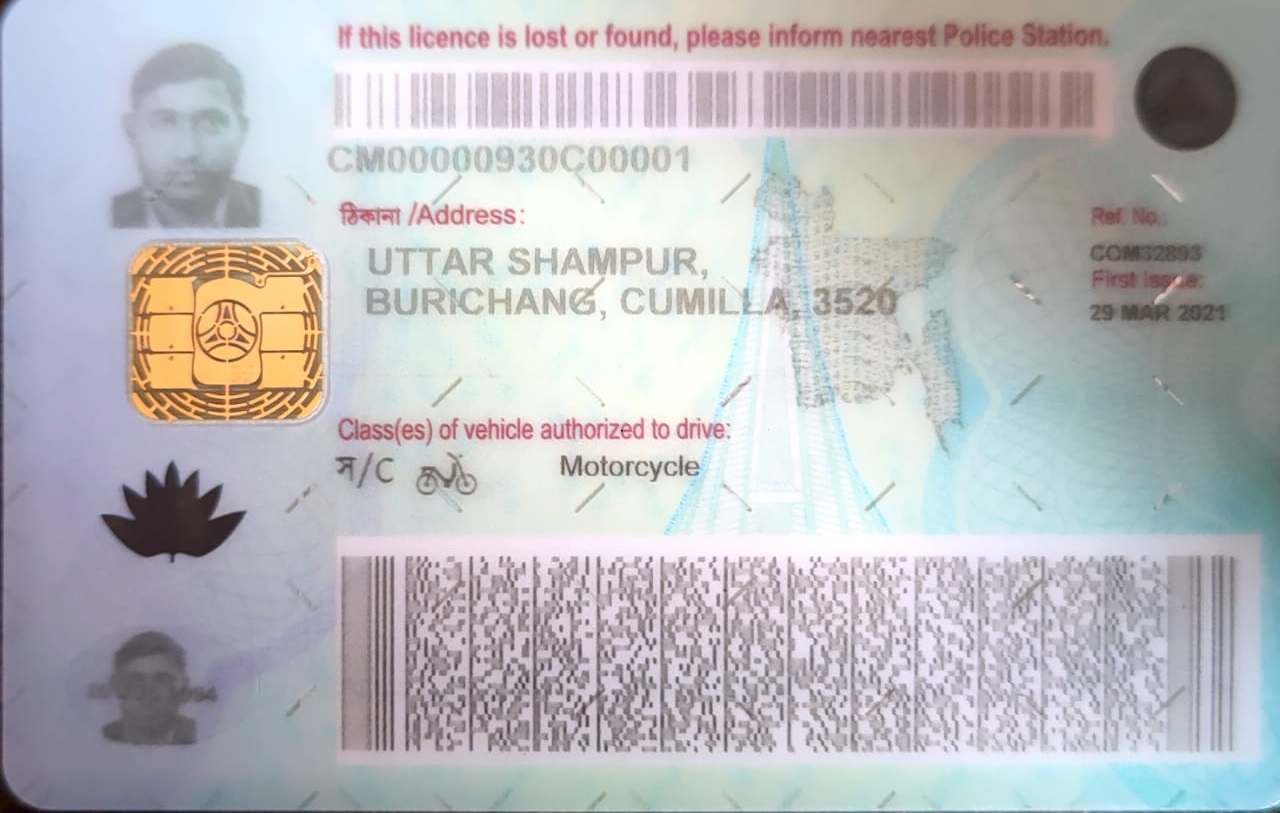 If this licence is lost or found, please inform nearest Police Station.
CM00000930C00001
ঠিকানা /Address:
UTTAR SHAMPUR,
BURICHANG, CUMILLA, 3520
Ref. No.:
COM32893
First Issue:
29 MAR 2021
Class(es) of vehicle authorized to drive:
স/C Motorcycle